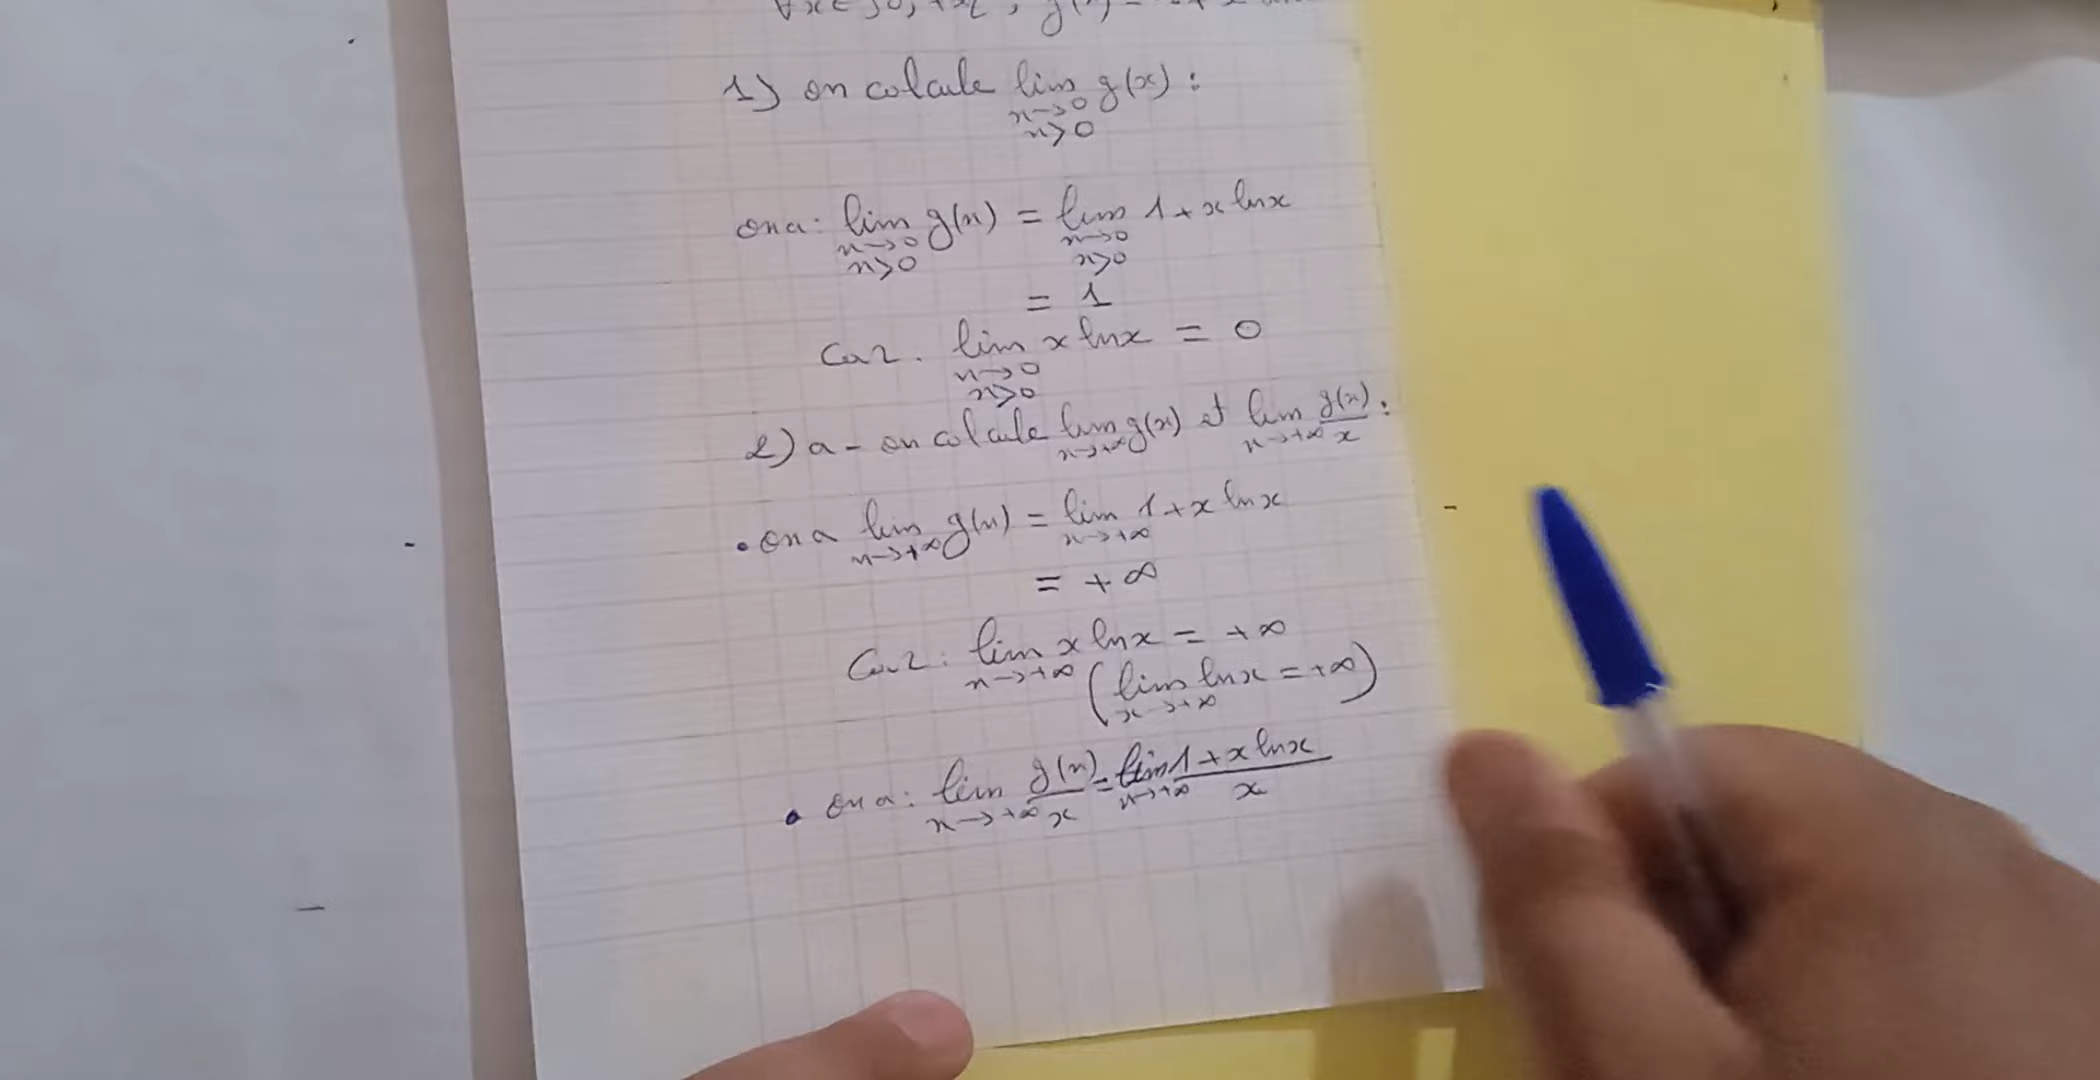 ∀x ∈ ]0, +∞[ , g(x) =
1) on calcule lim g(x) :
x→0
x>0
on a : lim g(x) = lim 1 + x lnx
x→0 x→0
x>0 x>0
= 1
Car . lim x lnx = 0
x→0
x>0
2) a - on calcule lim g(x) et lim g(x)/x :
x→+∞ x→+∞
• on a lim g(x) = lim 1 + x lnx
x→+∞ x→+∞
= + ∞
Car : lim x lnx = +∞
x→+∞
( lim lnx = +∞ )
x→+∞
• on a : lim g(x)/x = lim 1 + x lnx / x
x→+∞ x→+∞